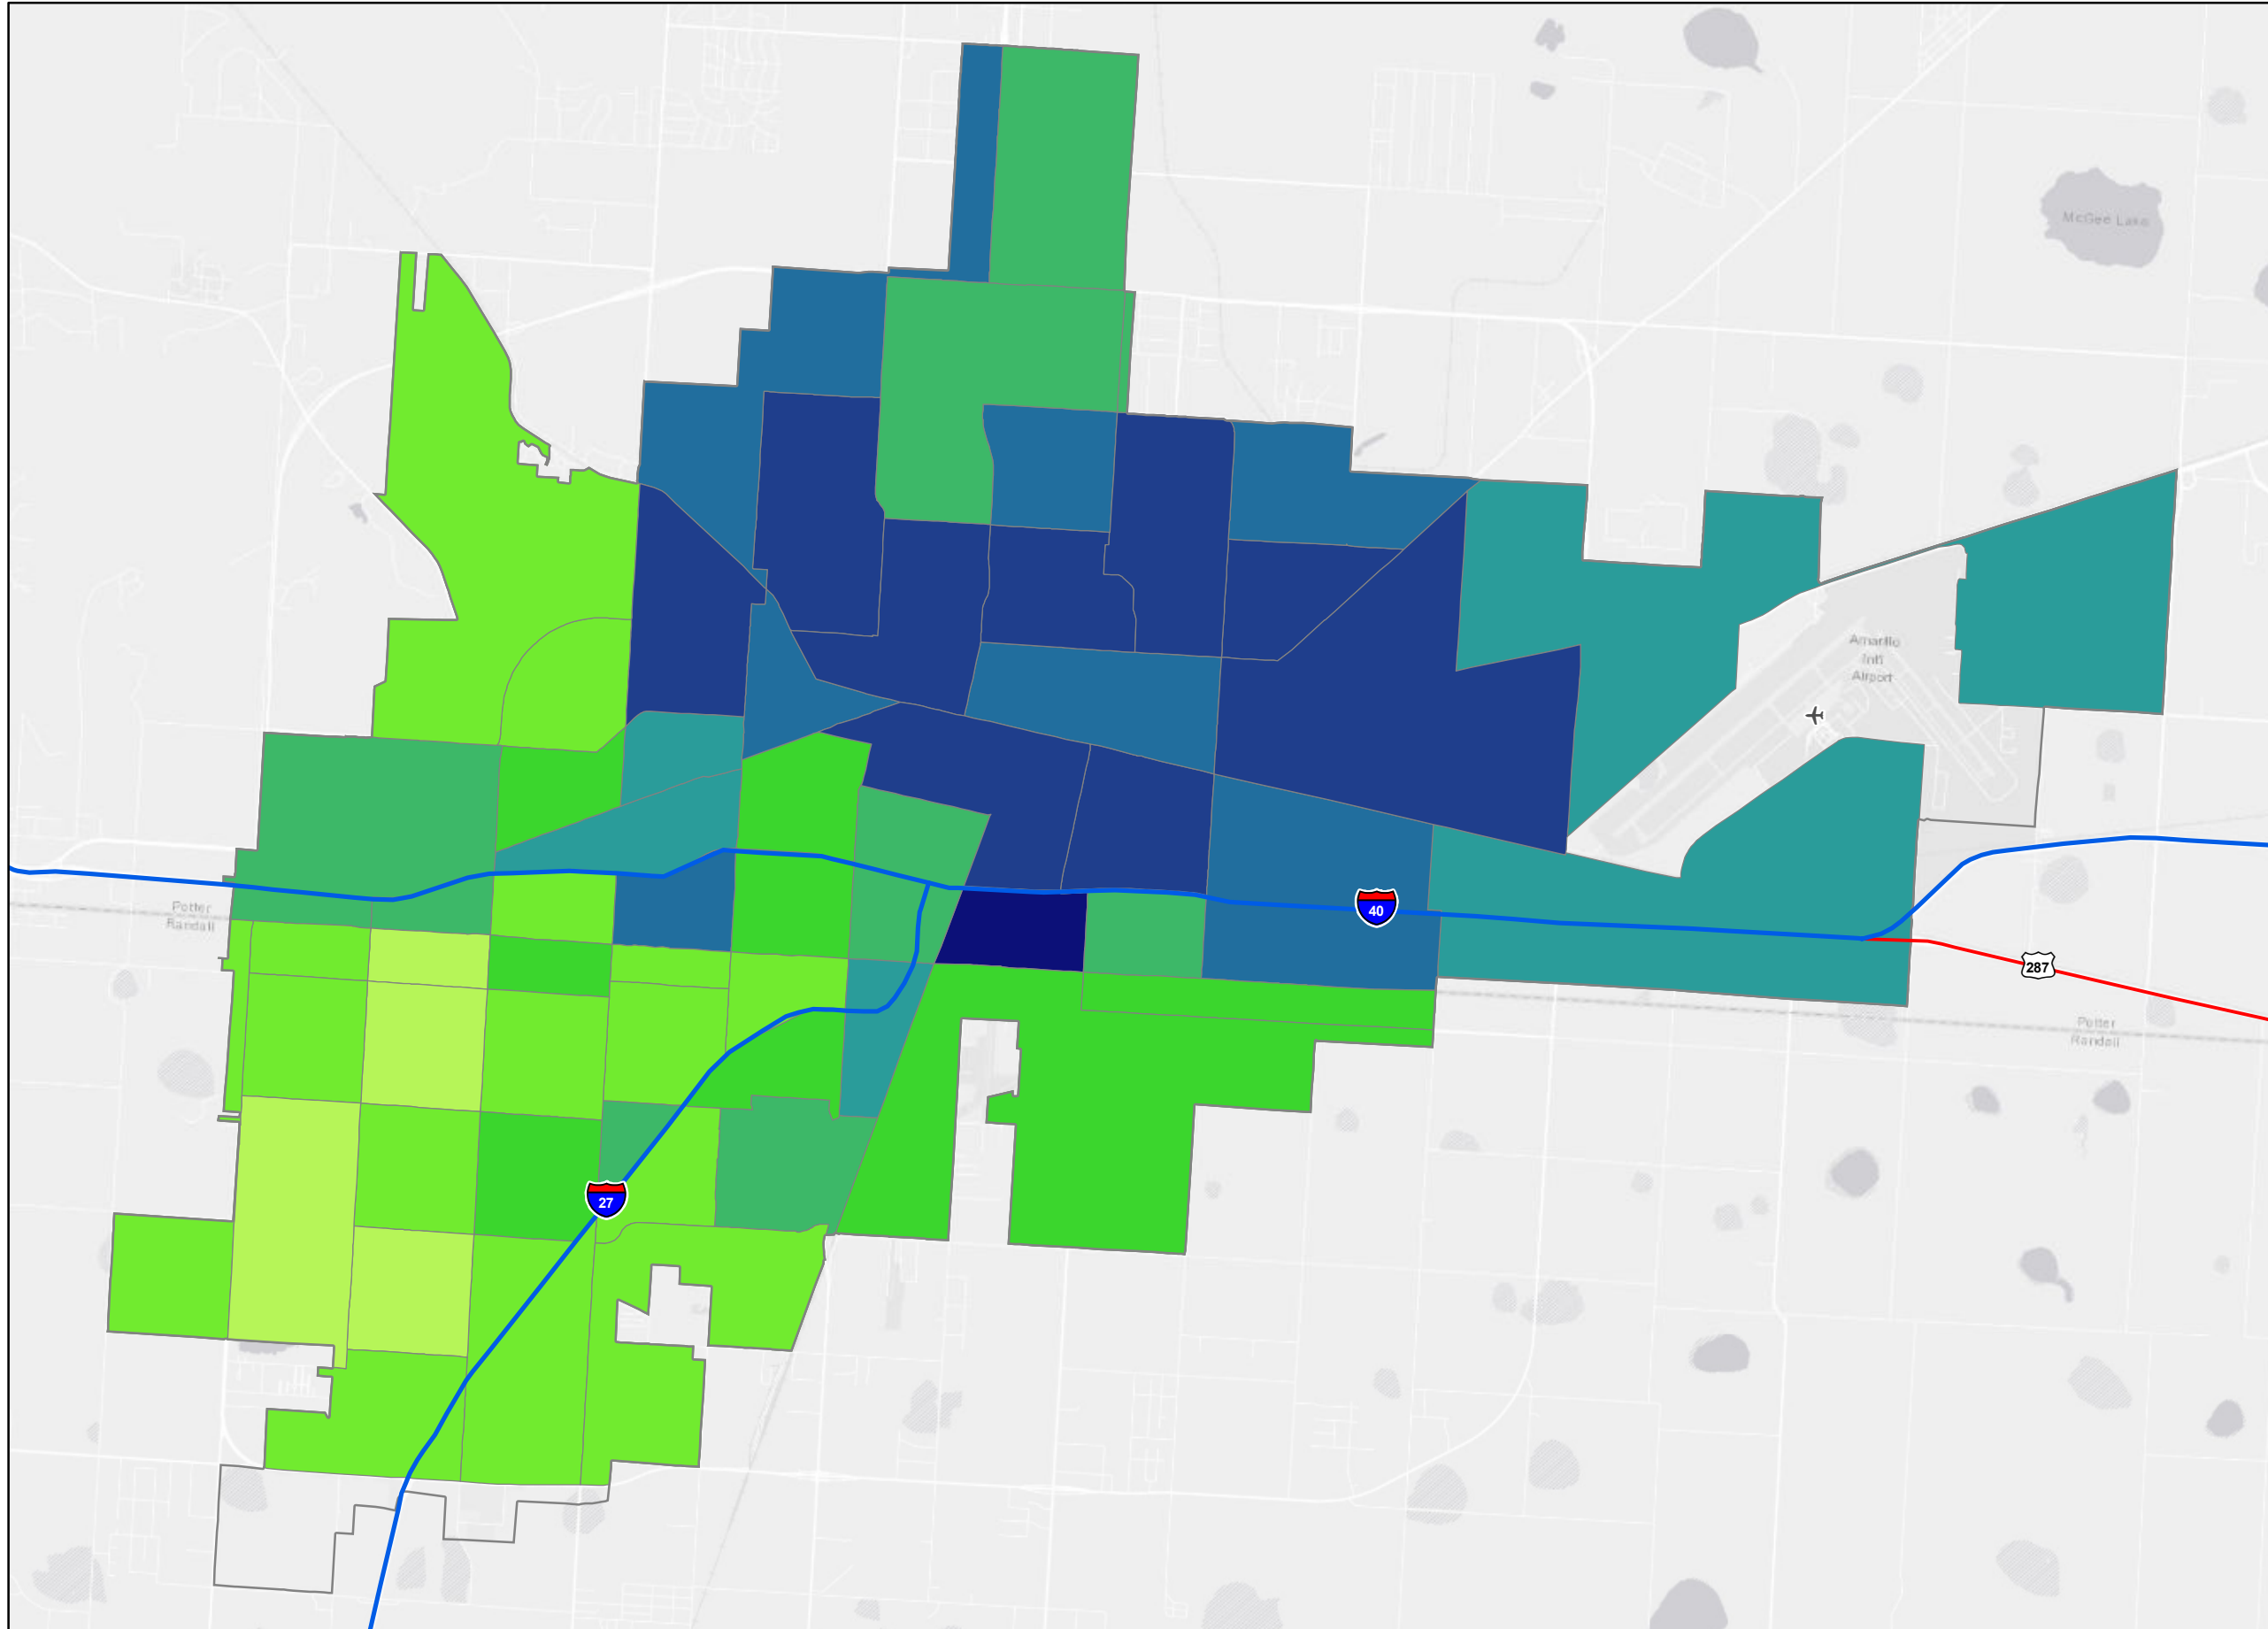 McGee Lake
Amarillo
Intl
Airport
40
Potter
Randall
287
Potter
Randall
27